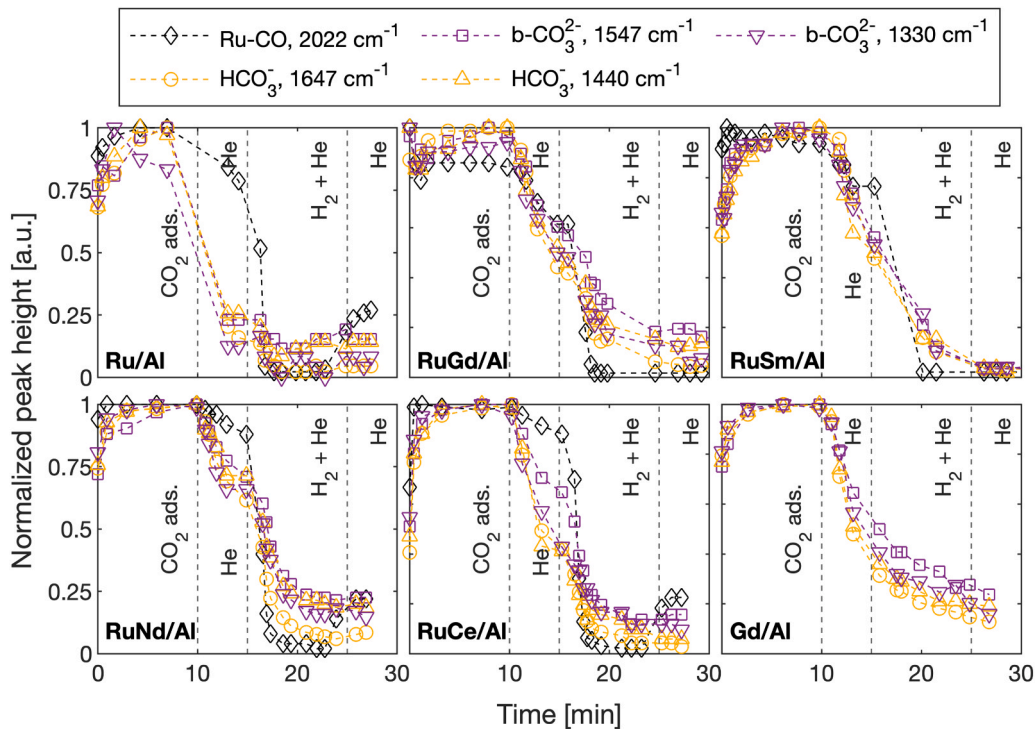 Ru-CO, 2022 cm⁻¹
b-CO₃²⁻, 1547 cm⁻¹
b-CO₃²⁻, 1330 cm⁻¹
HCO₃⁻, 1647 cm⁻¹
HCO₃⁻, 1440 cm⁻¹
Normalized peak height [a.u.]
1
0.75
0.5
0.25
0
CO₂ ads.
He
H₂ + He
He
Ru/Al
CO₂ ads.
He
H₂ + He
He
RuGd/Al
CO₂ ads.
He
H₂ + He
He
RuSm/Al
1
0.75
0.5
0.25
0
CO₂ ads.
He
H₂ + He
He
RuNd/Al
CO₂ ads.
He
H₂ + He
He
RuCe/Al
CO₂ ads.
He
H₂ + He
He
Gd/Al
0 10 20 30
0 10 20 30
0 10 20 30
Time [min]